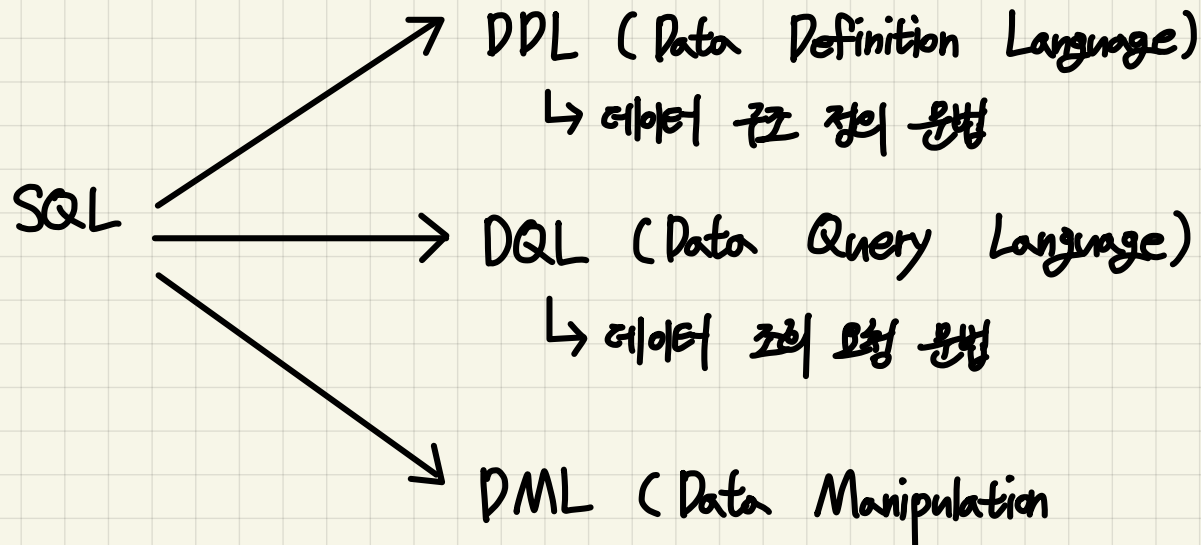 DDL (Data Definition Language)
↳ 데이터 구조 정의 문법
SQL
DQL (Data Query Language)
↳ 데이터 조회 요청 문법
DML (Data Manipulation